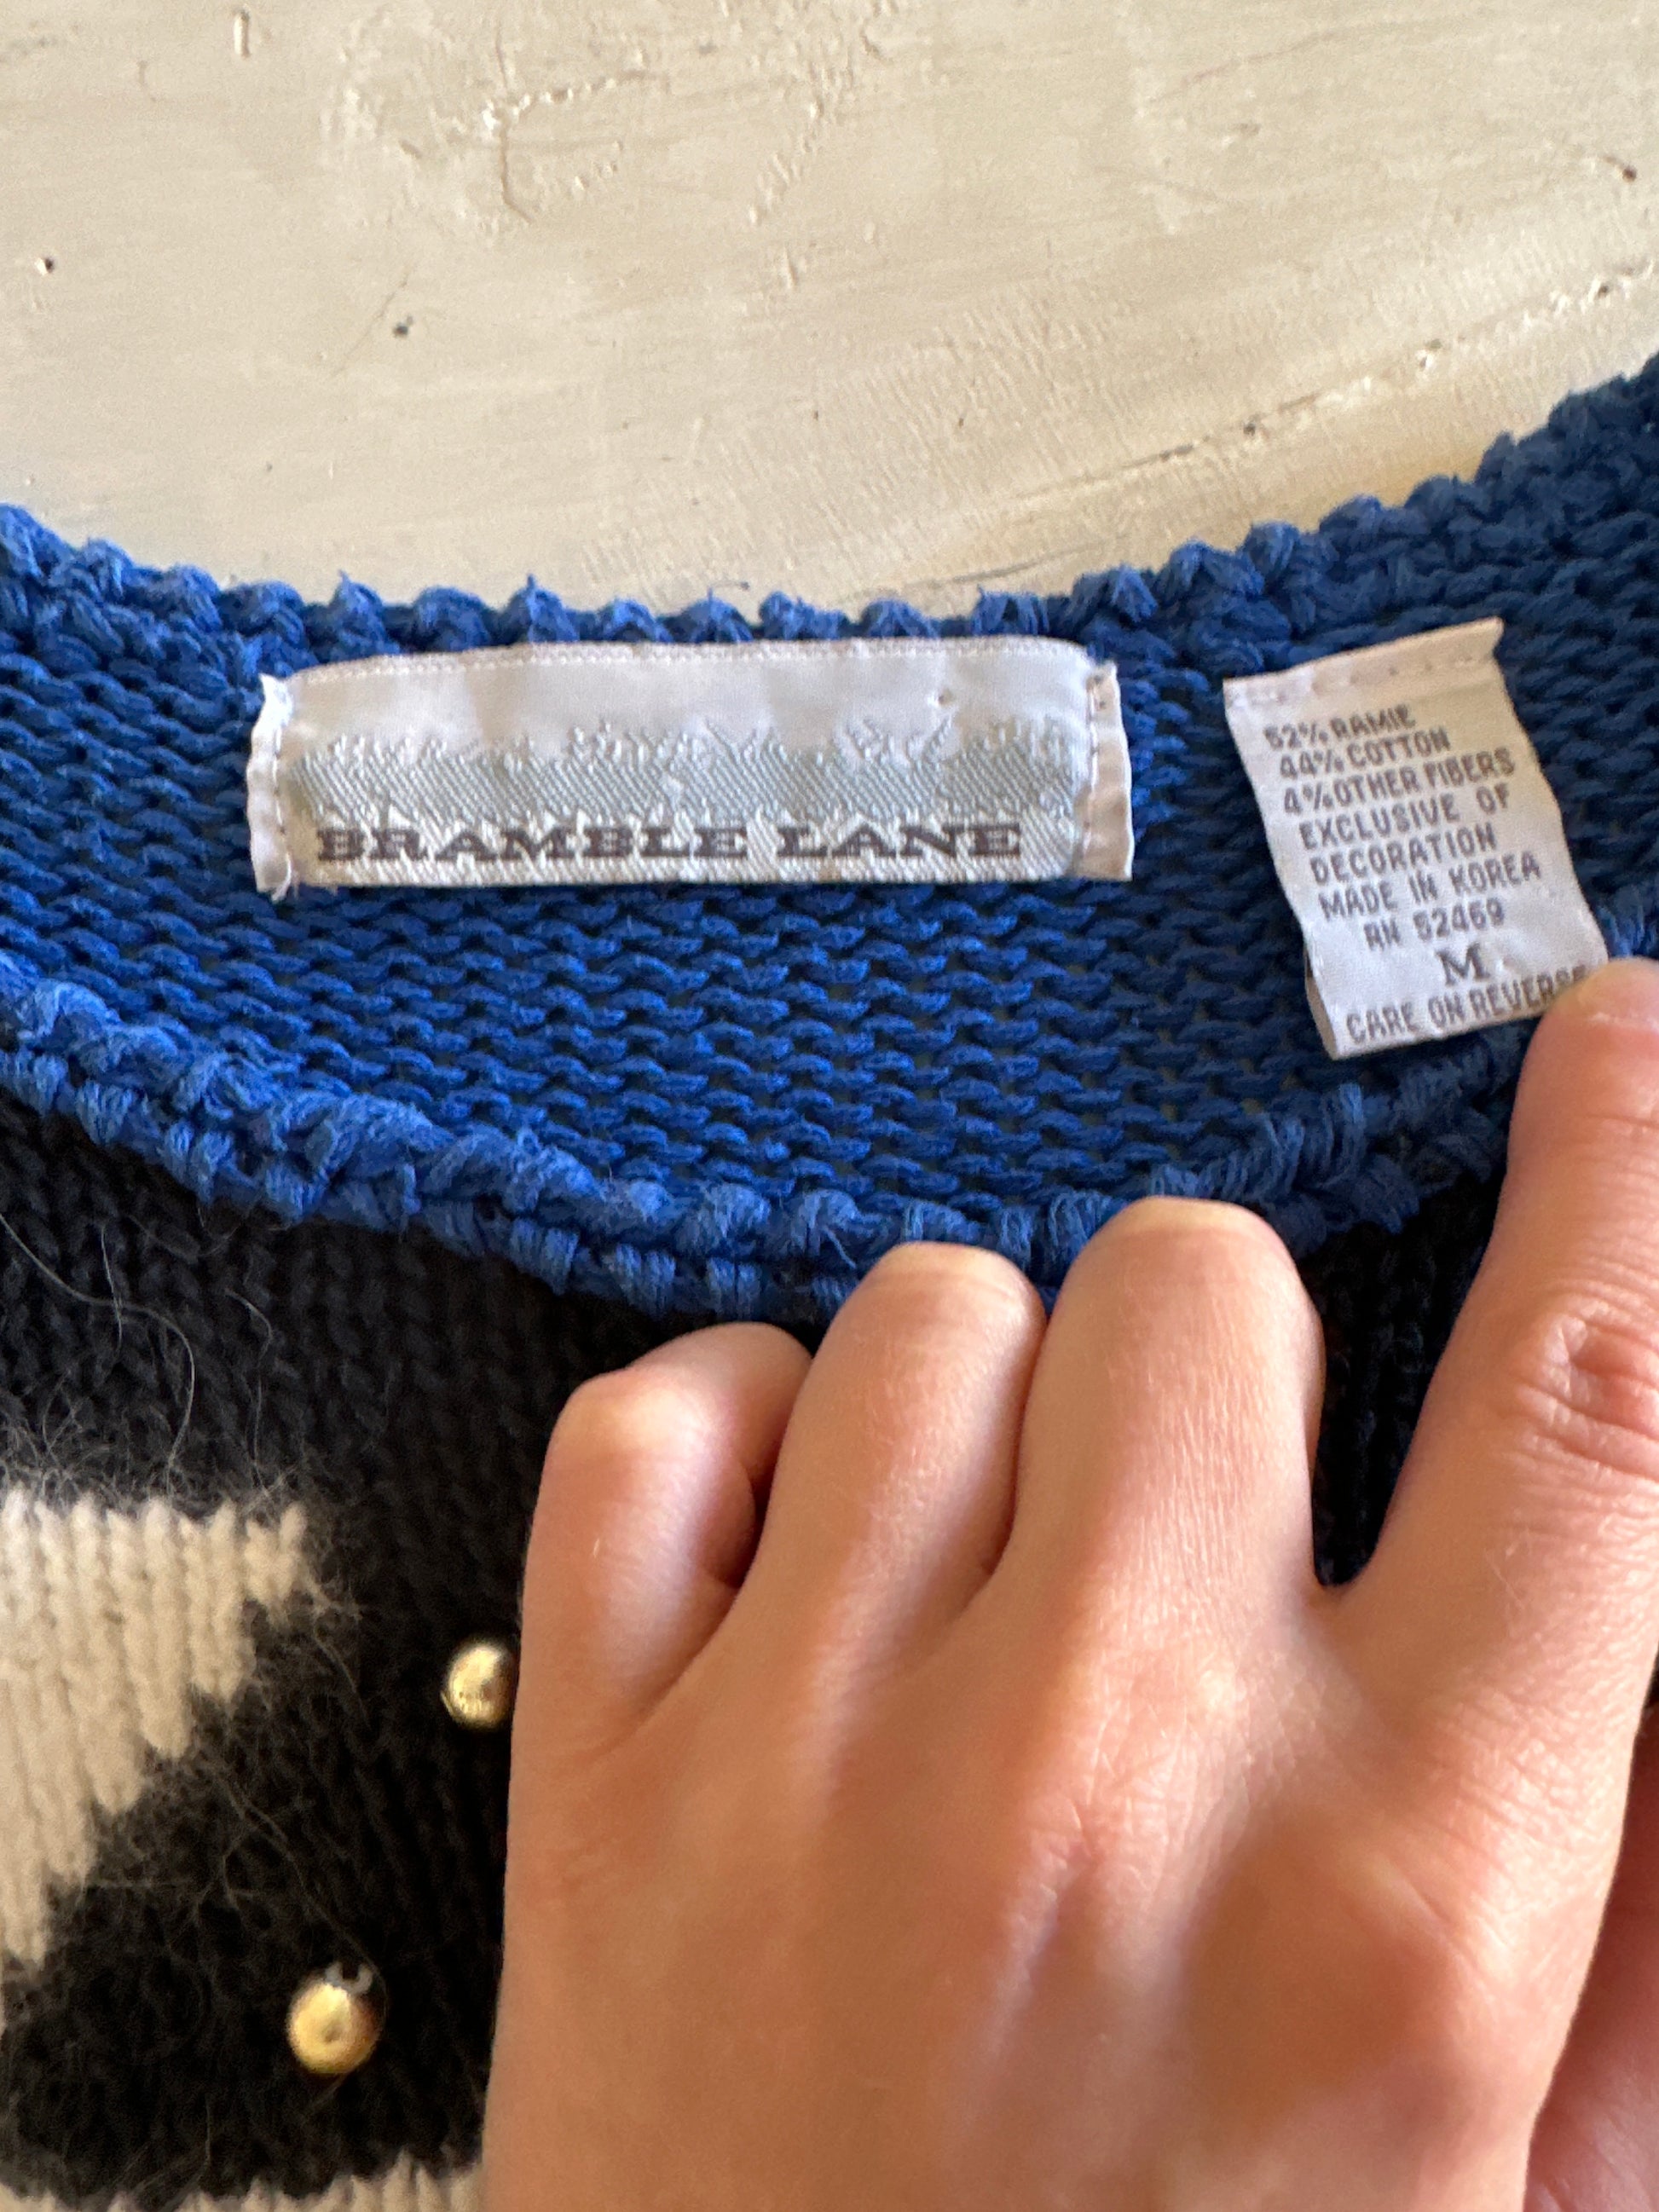 BRAMBLE LANE
52% RAMIE
44% COTTON
4% OTHER FIBERS
EXCLUSIVE OF
DECORATION
MADE IN KOREA
RN 52469
M
CARE ON REVERSE